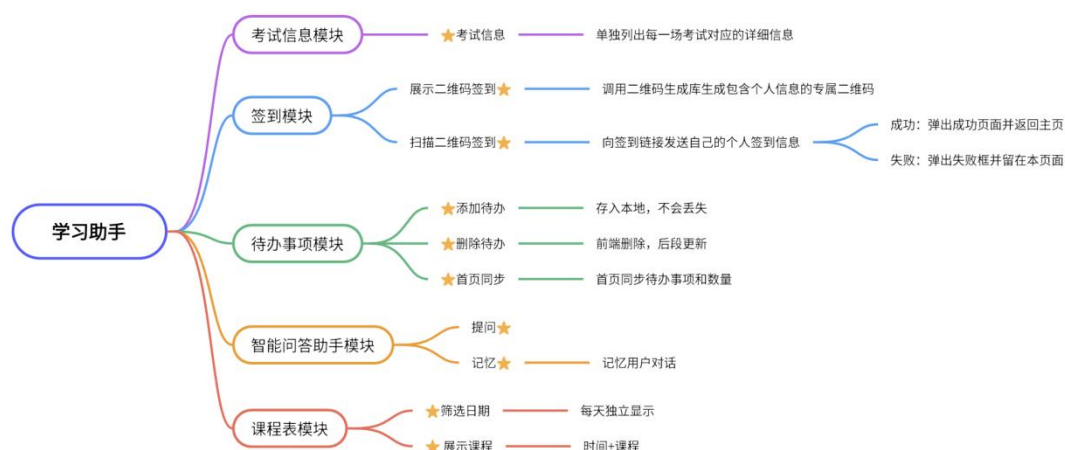 学习助手
考试信息模块
考试信息
单独列出每一场考试对应的详细信息
签到模块
展示二维码签到
调用二维码生成库生成包含个人信息的专属二维码
扫描二维码签到
向签到链接发送自己的个人签到信息
成功：弹出成功页面并返回主页
失败：弹出失败框并留在本页面
待办事项模块
添加待办
存入本地，不会丢失
删除待办
前端删除，后段更新
首页同步
首页同步待办事项和数量
智能问答助手模块
提问
记忆
记忆用户对话
课程表模块
筛选日期
每天独立显示
展示课程
时间+课程